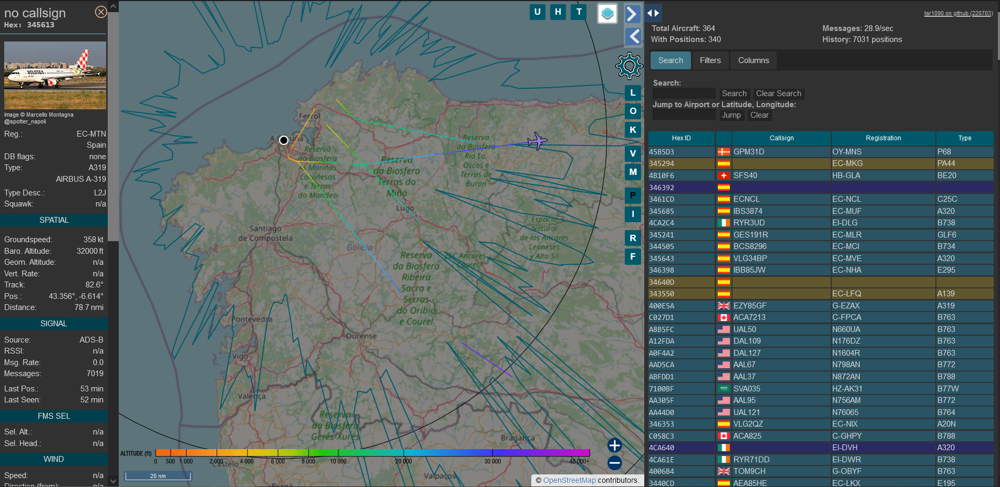 no callsign
Hex: 345613
VOLOTEA
Image © Marcello Montagna
@spotter_napoli
Reg.: EC-MTN
Spain
DB flags: none
Type: A319
AIRBUS A-319
Type Desc.: L2J
Squawk: n/a
SPATIAL
Groundspeed: 358 kt
Baro. Altitude: 32000 ft
Geom. Altitude: n/a
Vert. Rate: n/a
Track: 82.6°
Pos.: 43.356°, -6.614°
Distance: 78.7 nmi
SIGNAL
Source: ADS-B
RSSI: n/a
Msg. Rate: 0.0
Messages: 7019
Last Pos.: 53 min
Last Seen: 52 min
FMS SEL
Sel. Alt.: n/a
Sel. Head.: n/a
WIND
Speed: n/a
Direction (from): n/a
U H T
L
O
K
V
M
P
I
R
F
Ferrol
A Coruña
Reserva
da Biosfera
As Mariñas
Coruñesas
e Terras
do Mandeo
Reserva
da Biosfera
Terras do
Miño
Reserva
da Biosfera
Río Eo,
Oscos e
Terras de
Burón
Lugo
Santiago
de Compostela
Galicia
Espacio
Natural
de los Ancares
Leoneses
y Alto Sil
ZEC Ancares
- Courel
Reserva
da Biosfera
Ribeira
Sacra e
Serras
do Oribio
e Courel
Pontevedra
Ourense
Vigo
Valença
Reserva
da Biosfera
Gerês-Xurés
Bragança
Castelo
Valpaços
Braga
ALTITUDE (ft)
0 500 1 000 2 000 4 000 6 000 8 000 10 000 20 000 30 000 40 000+
20 nm
© OpenStreetMap contributors.
tar1090 on github (220703)
Total Aircraft: 364 Messages: 28.9/sec
With Positions: 340 History: 7031 positions
Search Filters Columns
Search:
Search Clear Search
Jump to Airport or Latitude, Longitude:
Jump Clear
Hex ID Callsign Registration Type
45B5D3 GPM31D OY-MNS P68
345294 EC-MKG PA44
4B10F6 SFS40 HB-GLA BE20
346392
3461CD ECNCL EC-NCL C25C
345685 IBS3874 EC-MUF A320
4CA2C4 RYR3UD EI-DLG B738
345241 GES191R EC-MLR GLF6
344505 BCS8296 EC-MCI B734
345643 VLG34BP EC-MVE A320
346398 IBB85JW EC-NHA E295
34640D
343550 EC-LFQ A139
400E5A EZY85GF G-EZAX A319
C027D1 ACA7213 C-FPCA B763
A8B5FC UAL50 N660UA B763
A12FDA DAL109 N176DZ B763
A0F4A2 DAL127 N1604R B763
AAD5CA AAL67 N798AN B772
ABFDD1 AAL37 N872AN B788
7100BF SVA035 HZ-AK31 B77W
AA305F AAL95 N756AM B772
AA44D0 UAL121 N76065 B764
346353 VLG2QZ EC-NIX A20N
C058C3 ACA825 C-GHPY B788
4CA640 EI-DVH A320
4CA61E RYR71DD EI-DWR B738
4006B4 TOM9CH G-OBYF B763
3440CD AEA85HE EC-LKX E195